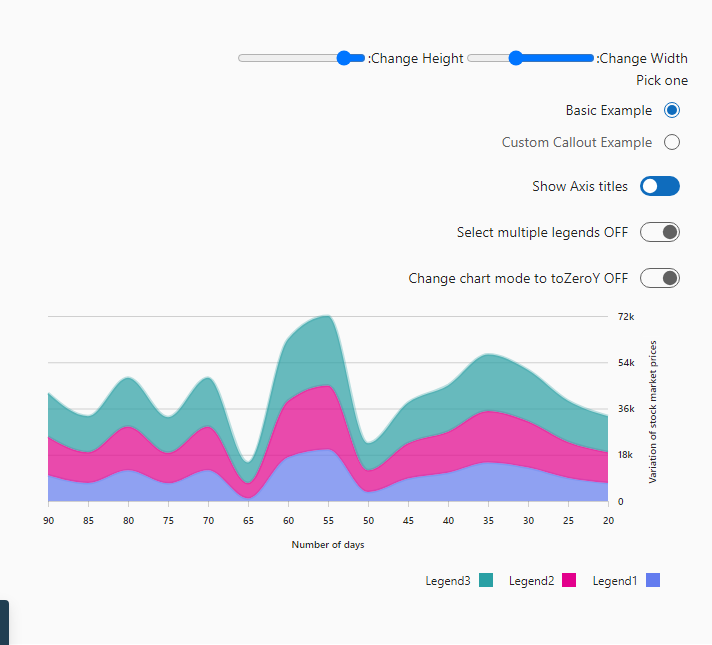 :Change Height :Change Width
Pick one
Basic Example
Custom Callout Example
Show Axis titles
Select multiple legends OFF
Change chart mode to toZeroY OFF
72k
54k
36k
18k
0
Variation of stock market prices
90 85 80 75 70 65 60 55 50 45 40 35 30 25 20
Number of days
Legend3 Legend2 Legend1